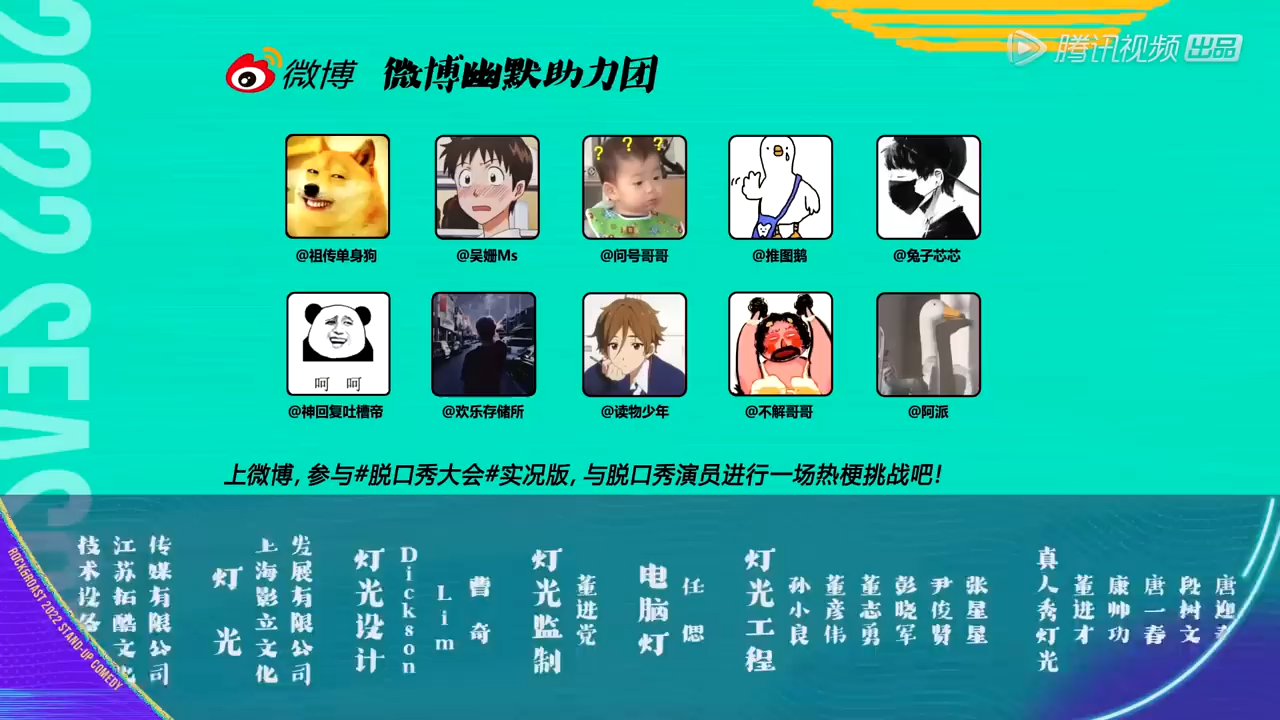 腾讯视频 出品
微博 微博幽默助力团
? ? ?
@祖传单身狗 @吴姗Ms @问号哥哥 @推图鹅 @兔子芯芯
呵 呵
@神回复吐槽帝 @欢乐存储所 @读物少年 @不解哥哥 @阿派
上微博, 参与#脱口秀大会#实况版, 与脱口秀演员进行一场热梗挑战吧!
2022 SEAS
ROCK&ROAST 2022 STAND-UP COMEDY
技术设备
江苏拓酷文化
传媒有限公司
灯光
上海影立文化
发展有限公司
灯光设计
Dickson
Lim
曹奇
灯光监制
董进党
电脑灯
任偲
灯光工程
孙小良
董彦伟
董志勇
彭晓军
尹俊贤
张星星
真人秀灯光
董进才
康帅功
唐一春
段树文
唐迎